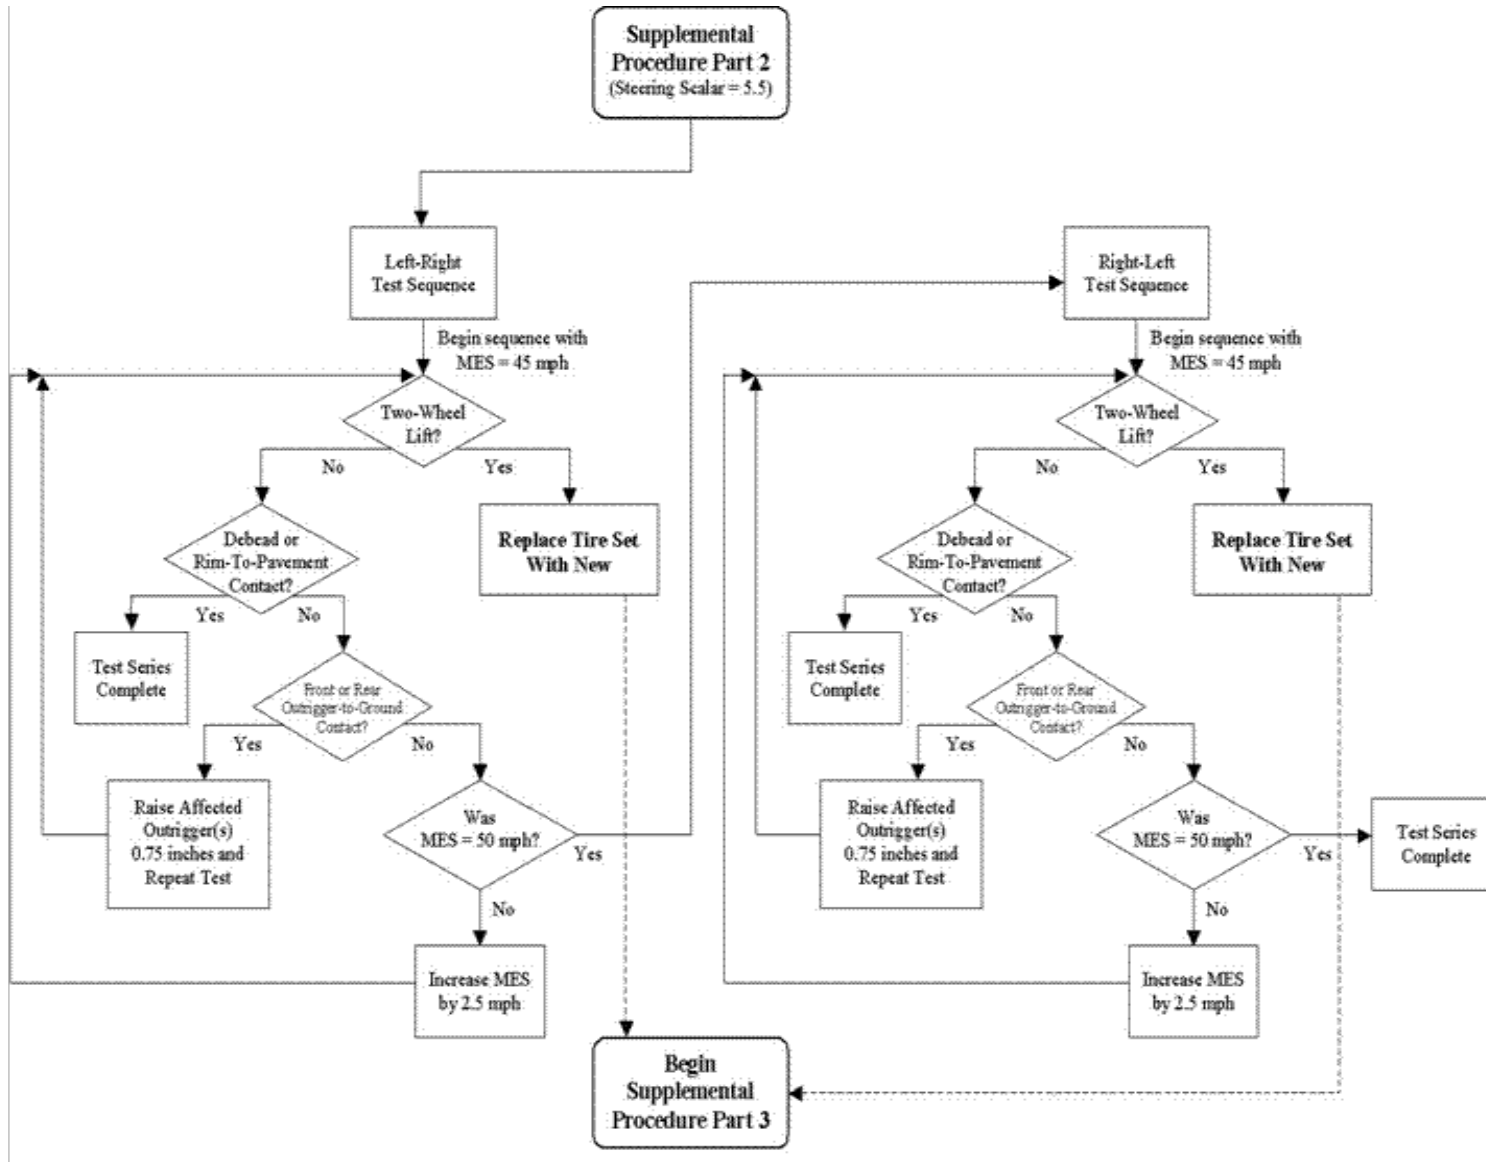 Supplemental
Procedure Part 2
(Steering Scalar = 5.5)
Left-Right
Test Sequence
Begin sequence with
MES = 45 mph
Two-Wheel
Lift?
No
Yes
Debead or
Rim-To-Pavement
Contact?
Replace Tire Set
With New
Yes
No
Test Series
Complete
Front or Rear
Outrigger-to-Ground
Contact?
Yes
No
Raise Affected
Outrigger(s)
0.75 inches and
Repeat Test
Was
MES = 50 mph?
Yes
No
Increase MES
by 2.5 mph
Right-Left
Test Sequence
Begin sequence with
MES = 45 mph
Two-Wheel
Lift?
No
Yes
Debead or
Rim-To-Pavement
Contact?
Replace Tire Set
With New
Yes
No
Test Series
Complete
Front or Rear
Outrigger-to-Ground
Contact?
Yes
No
Raise Affected
Outrigger(s)
0.75 inches and
Repeat Test
Was
MES = 50 mph?
Yes
Test Series
Complete
No
Increase MES
by 2.5 mph
Begin
Supplemental
Procedure Part 3